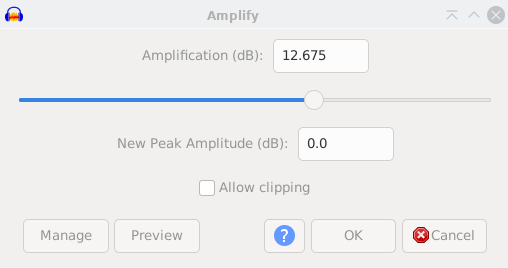 Amplify
Amplification (dB): 12.675
New Peak Amplitude (dB): 0.0
Allow clipping
Manage Preview ? OK Cancel